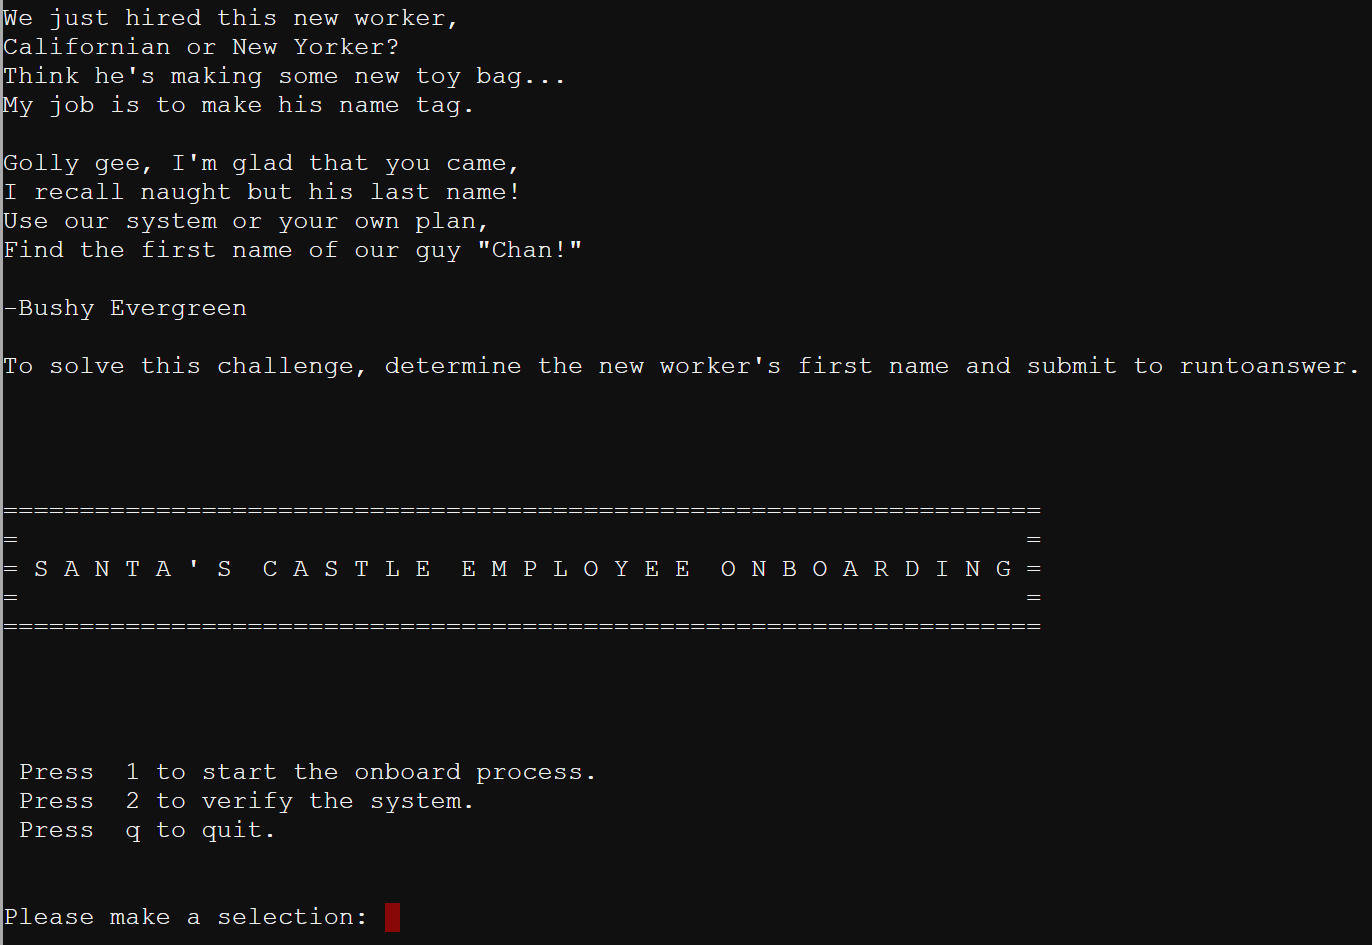 We just hired this new worker,
Californian or New Yorker?
Think he's making some new toy bag...
My job is to make his name tag.
Golly gee, I'm glad that you came,
I recall naught but his last name!
Use our system or your own plan,
Find the first name of our guy "Chan!"
-Bushy Evergreen
To solve this challenge, determine the new worker's first name and submit to runtoanswer.
====================================================================
=                                                                  =
= S A N T A ' S  C A S T L E  E M P L O Y E E  O N B O A R D I N G =
=                                                                  =
====================================================================
Press  1 to start the onboard process.
Press  2 to verify the system.
Press  q to quit.
Please make a selection: